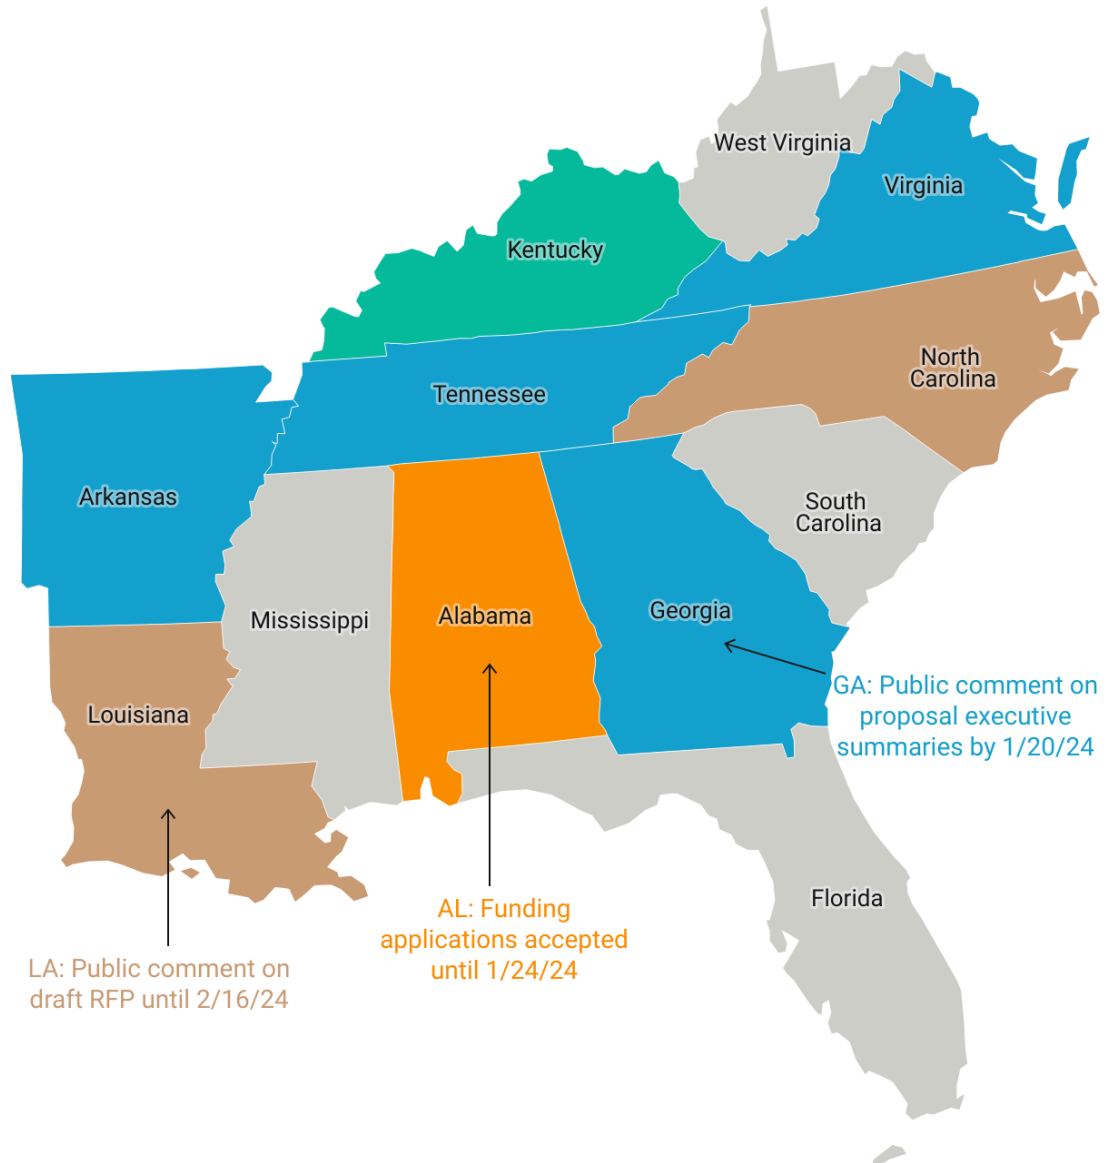 West Virginia
Virginia
Kentucky
North
Carolina
Tennessee
Arkansas
South
Carolina
Mississippi
Alabama
Georgia
GA: Public comment on
proposal executive
summaries by 1/20/24
Louisiana
Florida
AL: Funding
applications accepted
until 1/24/24
LA: Public comment on
draft RFP until 2/16/24